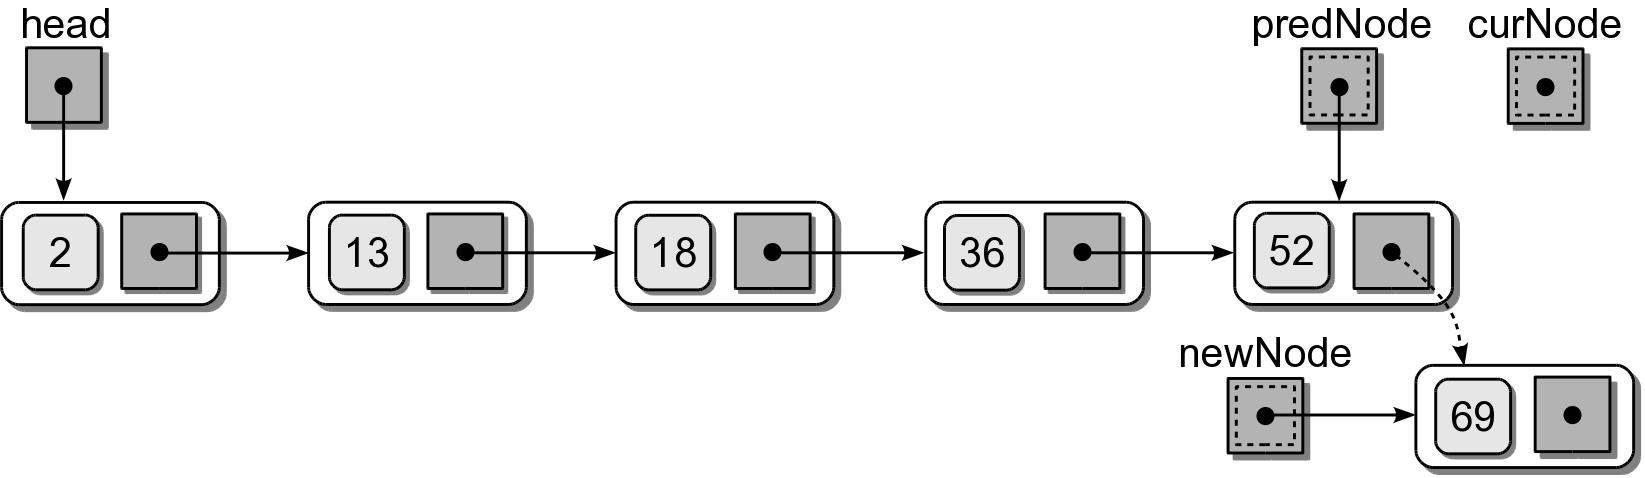 head
predNode curNode
2 13 18 36 52
newNode
69